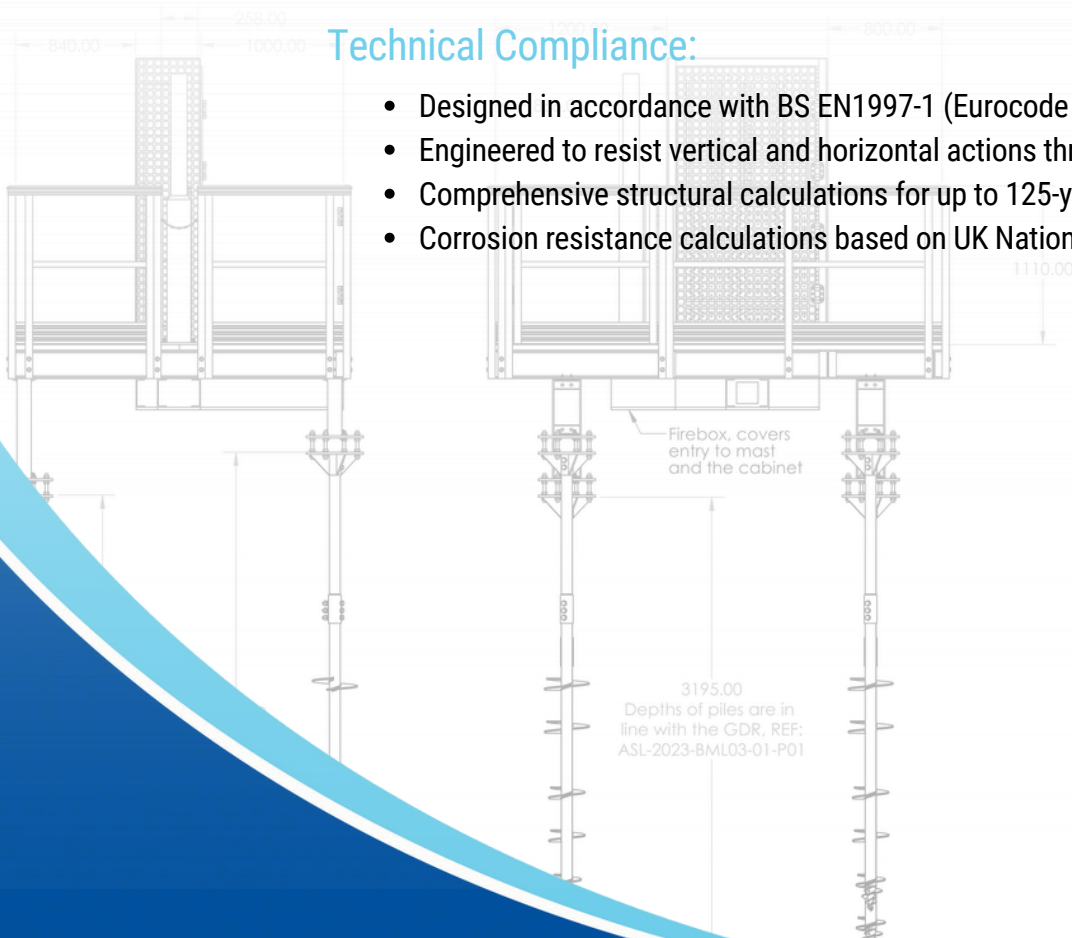 258.00
840.00
1000.00
1200.00
800.00
Technical Compliance:
• Designed in accordance with BS EN1997-1 (Eurocode
• Engineered to resist vertical and horizontal actions
• Comprehensive structural calculations for up to
• Corrosion resistance calculations based on UK
1110.00
Firebox, covers
entry to mast
and the cabinet
3195.00
Depths of piles are in
line with the GDR, REF:
ASL-2023-BML03-01-P01